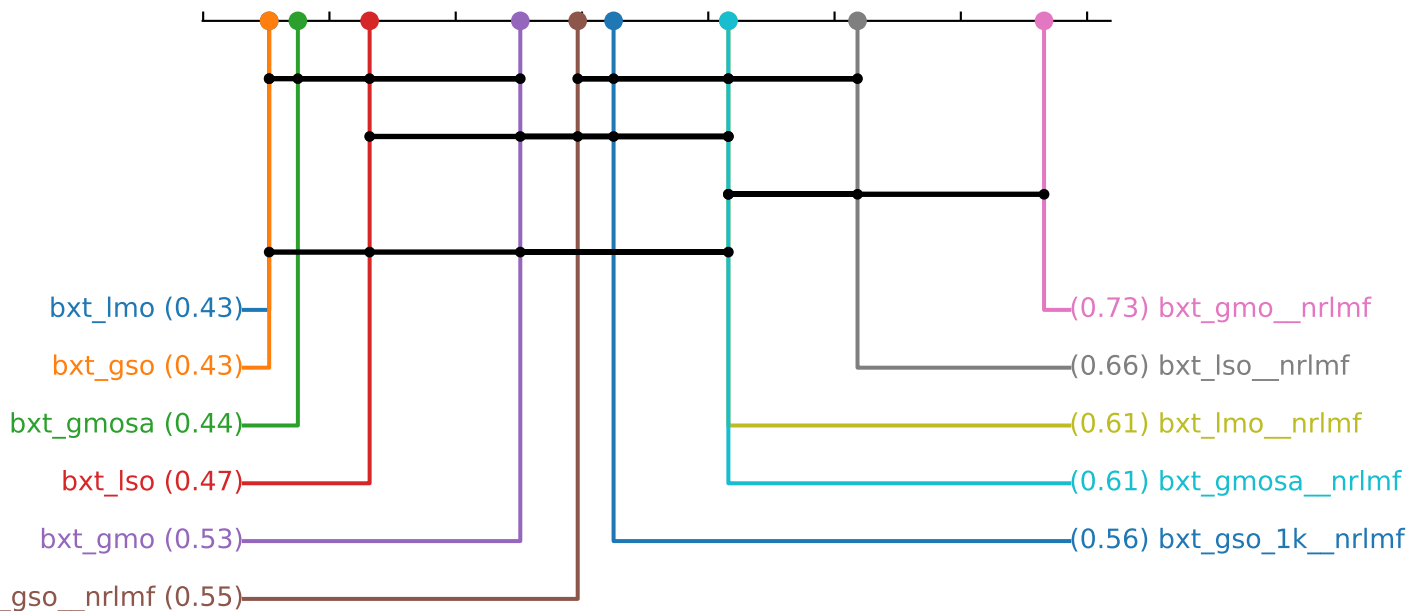 bxt_lmo (0.43)
(0.73) bxt_gmo__nrlmf
bxt_gso (0.43)
(0.66) bxt_lso__nrlmf
bxt_gmosa (0.44)
(0.61) bxt_lmo__nrlmf
bxt_lso (0.47)
(0.61) bxt_gmosa__nrlmf
bxt_gmo (0.53)
(0.56) bxt_gso_1k__nrlmf
_gso__nrlmf (0.55)